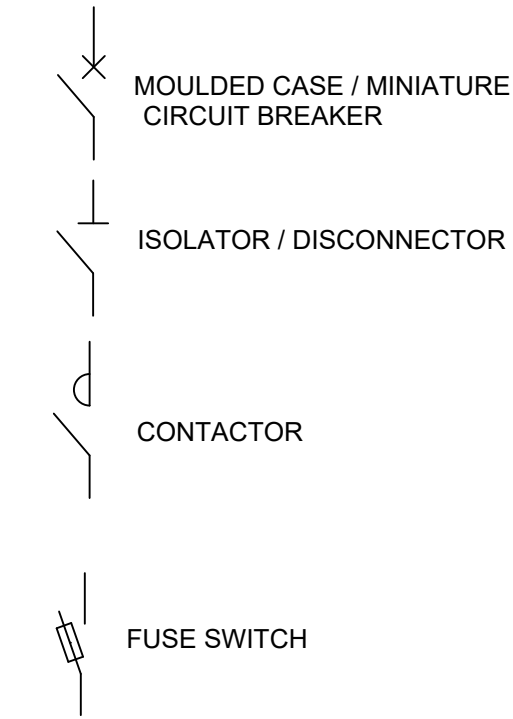 MOULDED CASE / MINIATURE
CIRCUIT BREAKER
ISOLATOR / DISCONNECTOR
CONTACTOR
FUSE SWITCH